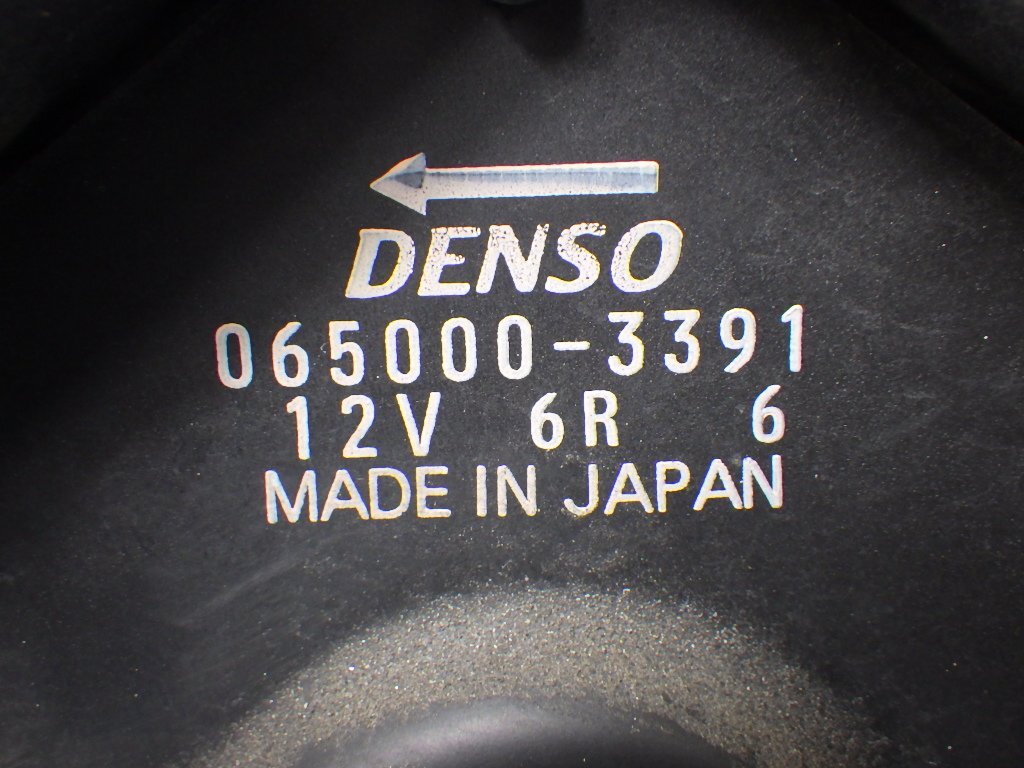 DENSO
065000-3391
12V 6R 6
MADE IN JAPAN